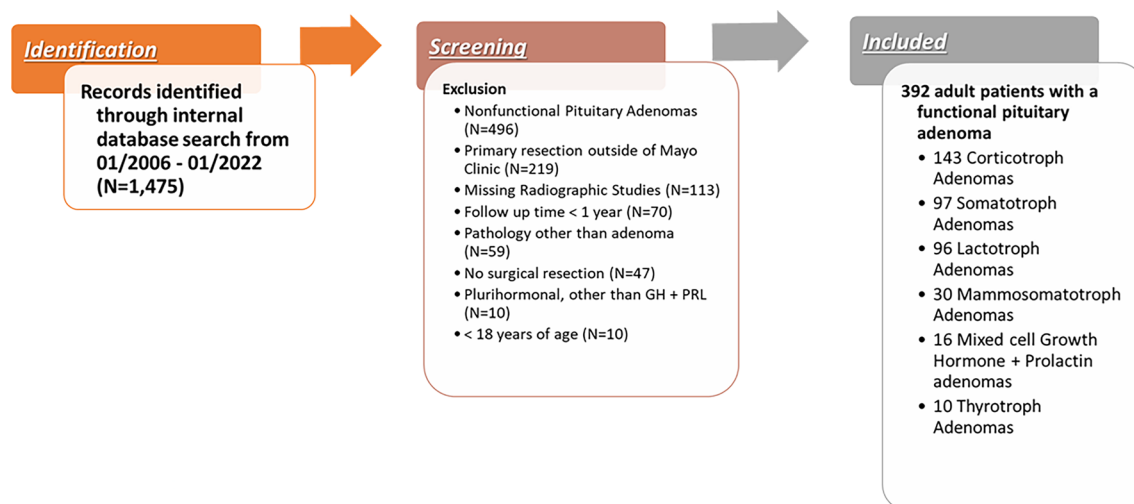 Identification
Records identified
through internal
database search from
01/2006 - 01/2022
(N=1,475)
Screening
Exclusion
• Nonfunctional Pituitary Adenomas
(N=496)
• Primary resection outside of Mayo
Clinic (N=219)
• Missing Radiographic Studies (N=113)
• Follow up time < 1 year (N=70)
• Pathology other than adenoma
(N=59)
• No surgical resection (N=47)
• Plurihormonal, other than GH + PRL
(N=10)
• < 18 years of age (N=10)
Included
392 adult patients with a
functional pituitary
adenoma
• 143 Corticotroph
Adenomas
• 97 Somatotroph
Adenomas
• 96 Lactotroph
Adenomas
• 30 Mammosomatotroph
Adenomas
• 16 Mixed cell Growth
Hormone + Prolactin
adenomas
• 10 Thyrotroph
Adenomas